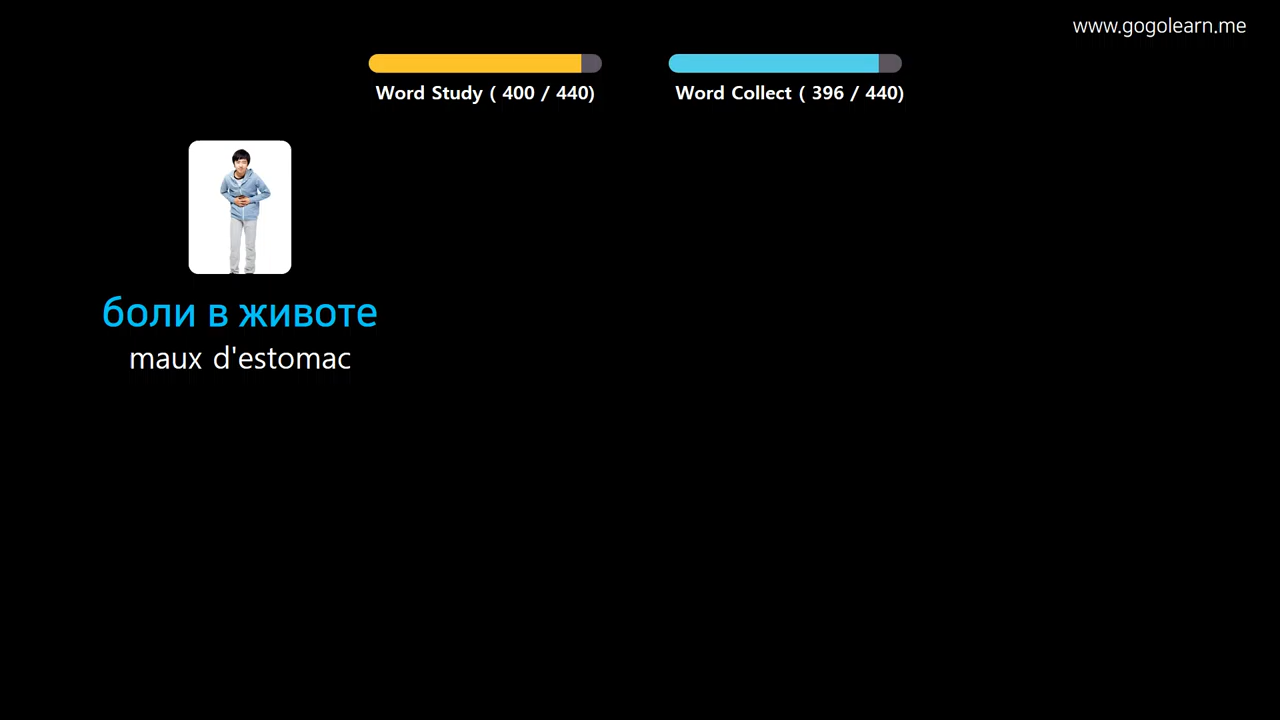 www.gogolearn.me
Word Study ( 400 / 440)
Word Collect ( 396 / 440)
боли в животе
maux d'estomac